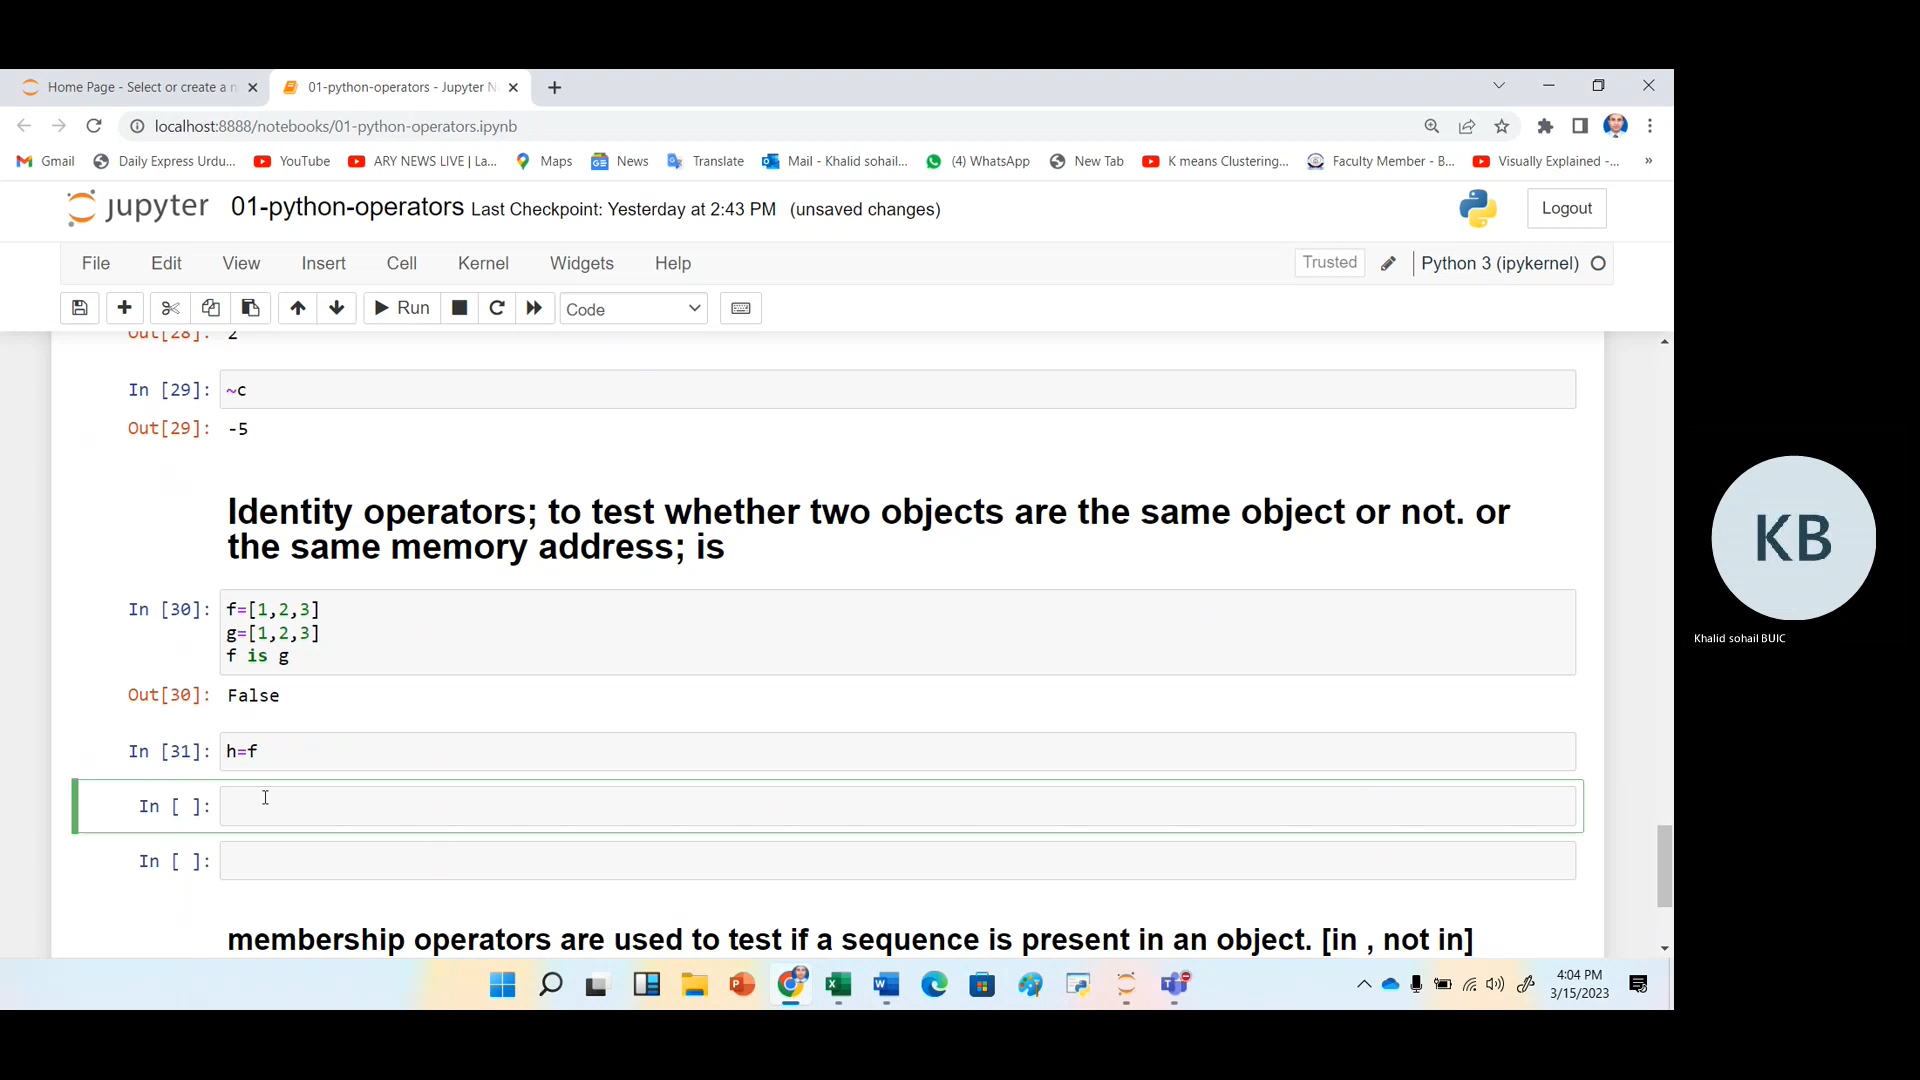 Home Page - Select or create a n
01-python-operators - Jupyter N
localhost:8888/notebooks/01-python-operators.ipynb
Gmail
Daily Express Urdu...
YouTube
ARY NEWS LIVE | La...
Maps
News
Translate
Mail - Khalid sohail...
(4) WhatsApp
New Tab
K means Clustering...
Faculty Member - B...
Visually Explained -...
»
jupyter 01-python-operators Last Checkpoint: Yesterday at 2:43 PM (unsaved changes)
Logout
File Edit View Insert Cell Kernel Widgets Help
Trusted
Python 3 (ipykernel)
Run
Code
Out[28]: 2
In [29]: ~c
Out[29]: -5
Identity operators; to test whether two objects are the same object or not. or
the same memory address; is
In [30]: f=[1,2,3]
g=[1,2,3]
f is g
Out[30]: False
In [31]: h=f
In [ ]:
In [ ]:
membership operators are used to test if a sequence is present in an object. [in , not in]
4:04 PM
3/15/2023
KB
Khalid sohail BUIC